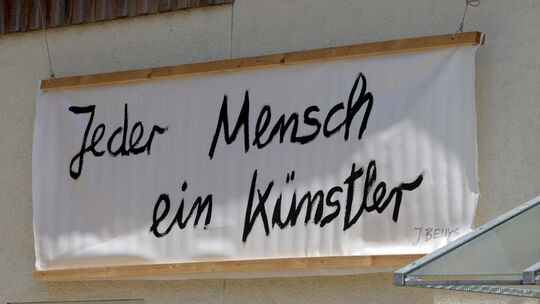 Jeder Mensch
ein Künstler
J BEUYS